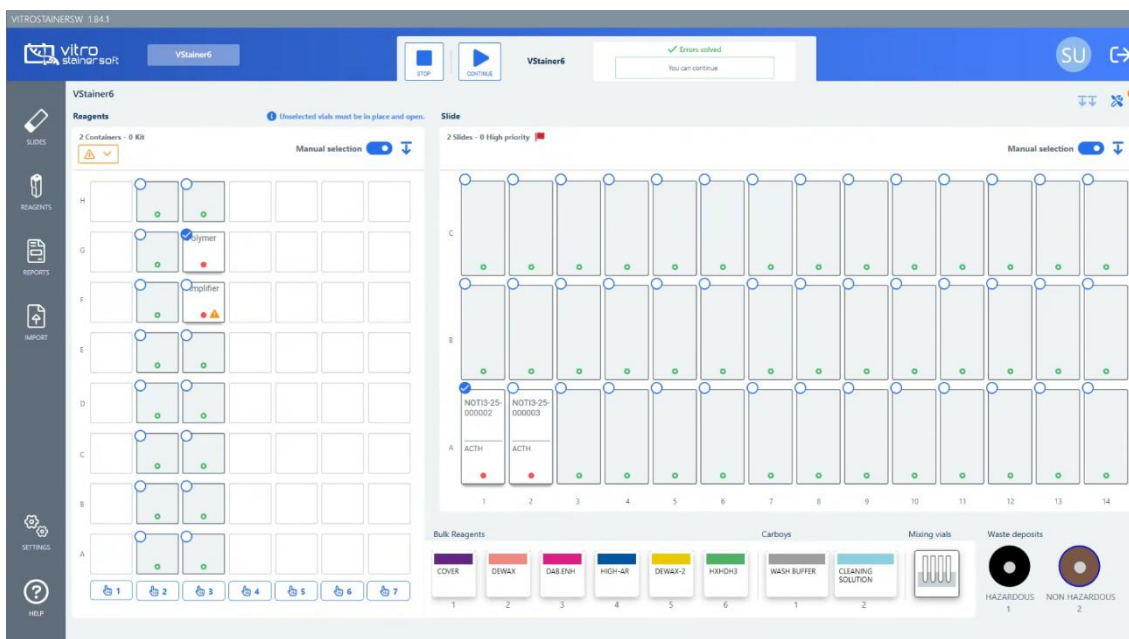 VITROSTAINERSW 1.84.1
vitro
stainer soft
VStainer6
STOP
CONTINUE
VStainer6
Errors solved
You can continue
SU
VStainer6
Reagents
Unselected vials must be in place and open.
Slide
2 Containers - 0 Kit
Manual selection
2 Slides - 0 High priority
Manual selection
SLIDES
REAGENTS
REPORTS
IMPORT
SETTINGS
HELP
H
G
olymer
F
mplifier
E
D
C
B
A
1 2 3 4 5 6 7
C
B
A
NOTI3-25-
000002
ACTH
NOTI3-25-
000003
ACTH
1 2 3 4 5 6 7 8 9 10 11 12 13 14
Bulk Reagents
Carboys
Mixing vials
Waste deposits
COVER
DEWAX
DAB.ENH
HIGH-AR
DEWAX-2
HXHDH3
WASH BUFFER
CLEANING
SOLUTION
1 2 3 4 5 6
1 2
HAZARDOUS
1
NON HAZARDOUS
2